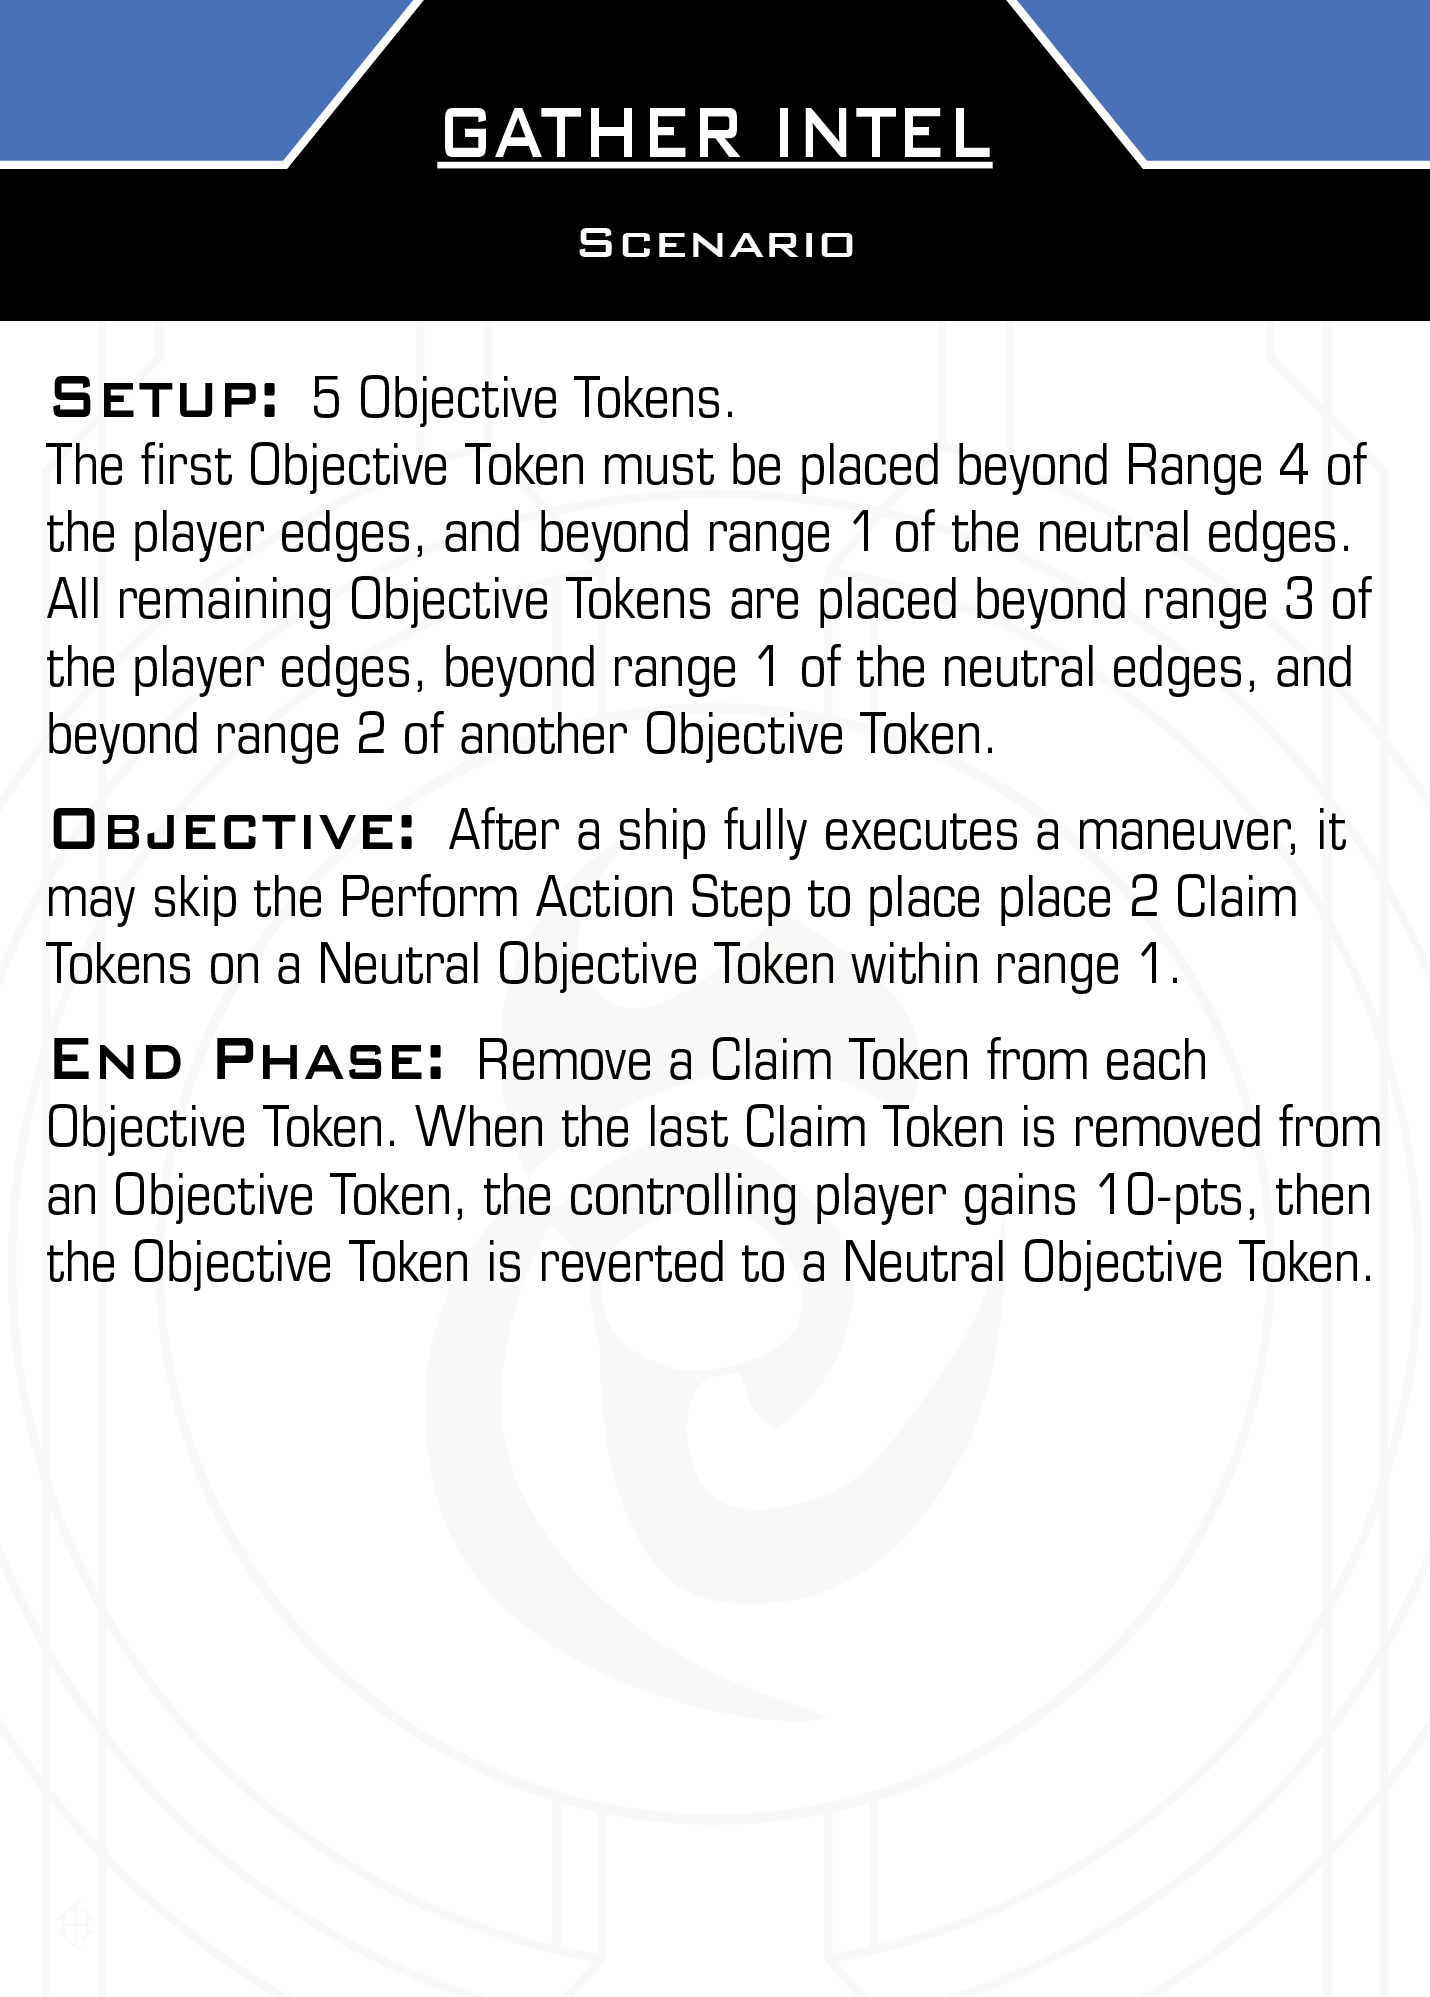 GATHER INTEL
Scenario
Setup: 5 Objective Tokens.
The first Objective Token must be placed beyond Range 4 of
the player edges, and beyond range 1 of the neutral edges.
All remaining Objective Tokens are placed beyond range 3 of
the player edges, beyond range 1 of the neutral edges, and
beyond range 2 of another Objective Token.
Objective: After a ship fully executes a maneuver, it
may skip the Perform Action Step to place place 2 Claim
Tokens on a Neutral Objective Token within range 1.
End Phase: Remove a Claim Token from each
Objective Token. When the last Claim Token is removed from
an Objective Token, the controlling player gains 10-pts, then
the Objective Token is reverted to a Neutral Objective Token.